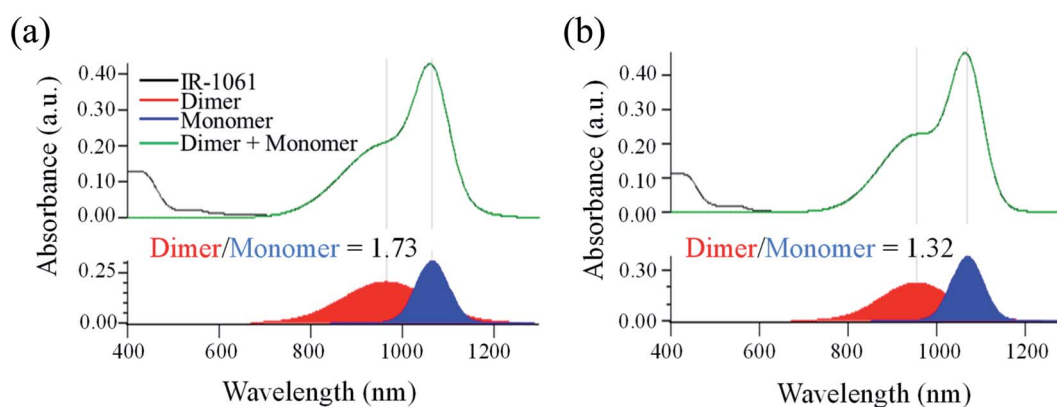 (a)
Absorbance (a.u.)
0.40
0.30
0.20
0.10
0.00
IR-1061
Dimer
Monomer
Dimer + Monomer
Dimer/Monomer = 1.73
0.25
0.00
400 600 800 1000 1200
Wavelength (nm)
(b)
Absorbance (a.u.)
0.40
0.30
0.20
0.10
0.00
Dimer/Monomer = 1.32
0.30
0.00
400 600 800 1000 1200
Wavelength (nm)